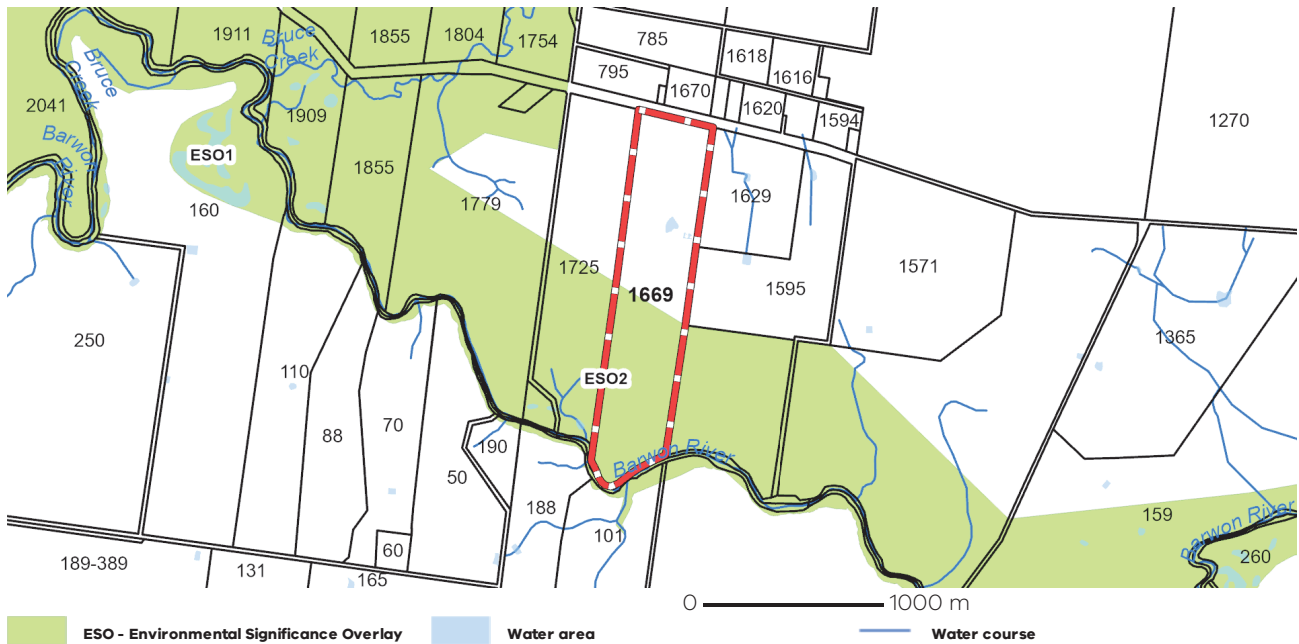 1911
Bruce
Creek
1855
1804
1754
785
1618
1616
795
1670
1620
1594
1270
Bruce
Creek
2041
1909
Barwon
River
ESO1
1855
160
1779
1629
1725
1669
1595
1571
1365
250
110
ESO2
88
70
190
50
Barwon River
188
101
159
Barwon River
260
60
189-389
131
165
0
1000 m
ESO - Environmental Significance Overlay
Water area
Water course